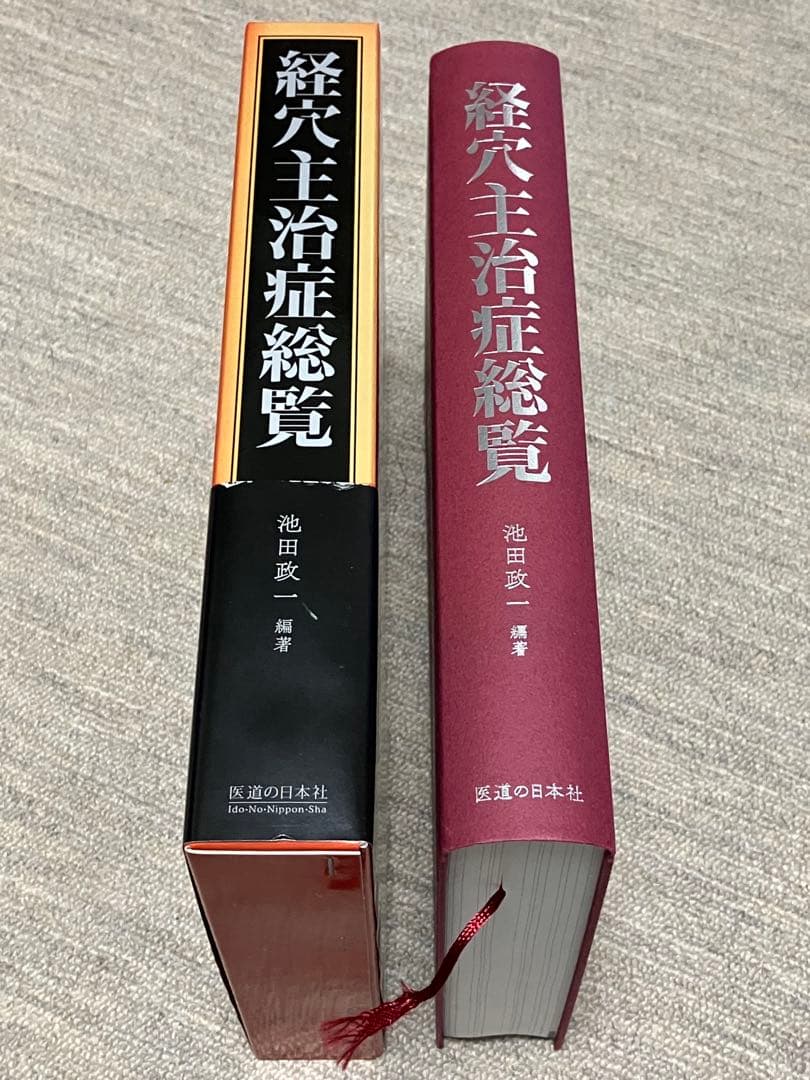 経穴主治症総覧
池田政一 編著
医道の日本社
Ido·No·Nippon·Sha
経穴主治症総覧
池田政一 編著
医道の日本社